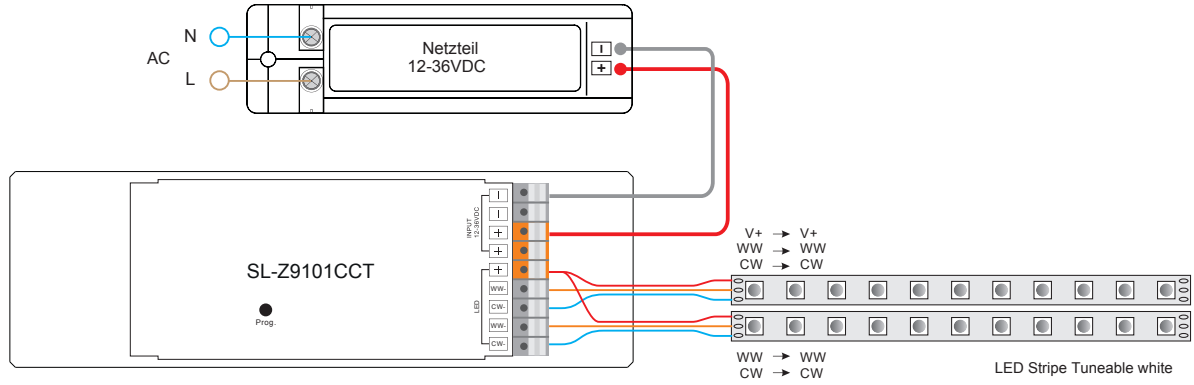 N
AC
L
Netzteil
12-36VDC
−
+
SL-Z9101CCT
Prog.
INPUT
12-36VDC
LED
−
−
+
+
+
WW-
CW-
WW-
CW-
V+ → V+
WW → WW
CW → CW
WW → WW
CW → CW
LED Stripe Tuneable white